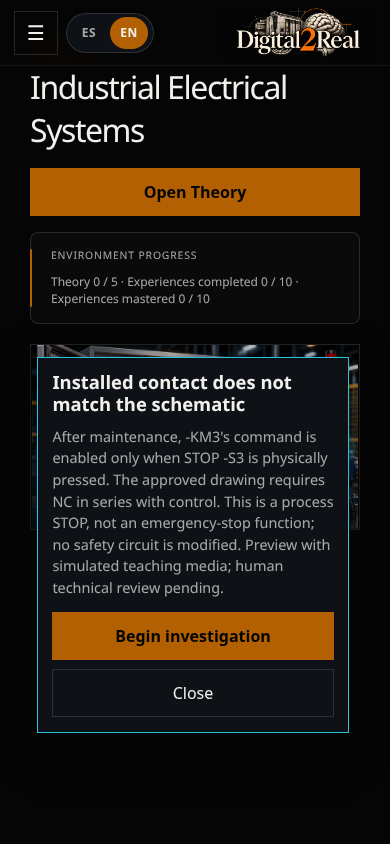 ☰ ES EN Digital2Real
Industrial Electrical
Systems
Open Theory
ENVIRONMENT PROGRESS
Theory 0 / 5 · Experiences completed 0 / 10 ·
Experiences mastered 0 / 10
Installed contact does not
match the schematic
After maintenance, -KM3's command is
enabled only when STOP -S3 is physically
pressed. The approved drawing requires
NC in series with control. This is a process
STOP, not an emergency-stop function;
no safety circuit is modified. Preview with
simulated teaching media; human
technical review pending.
Begin investigation
Close